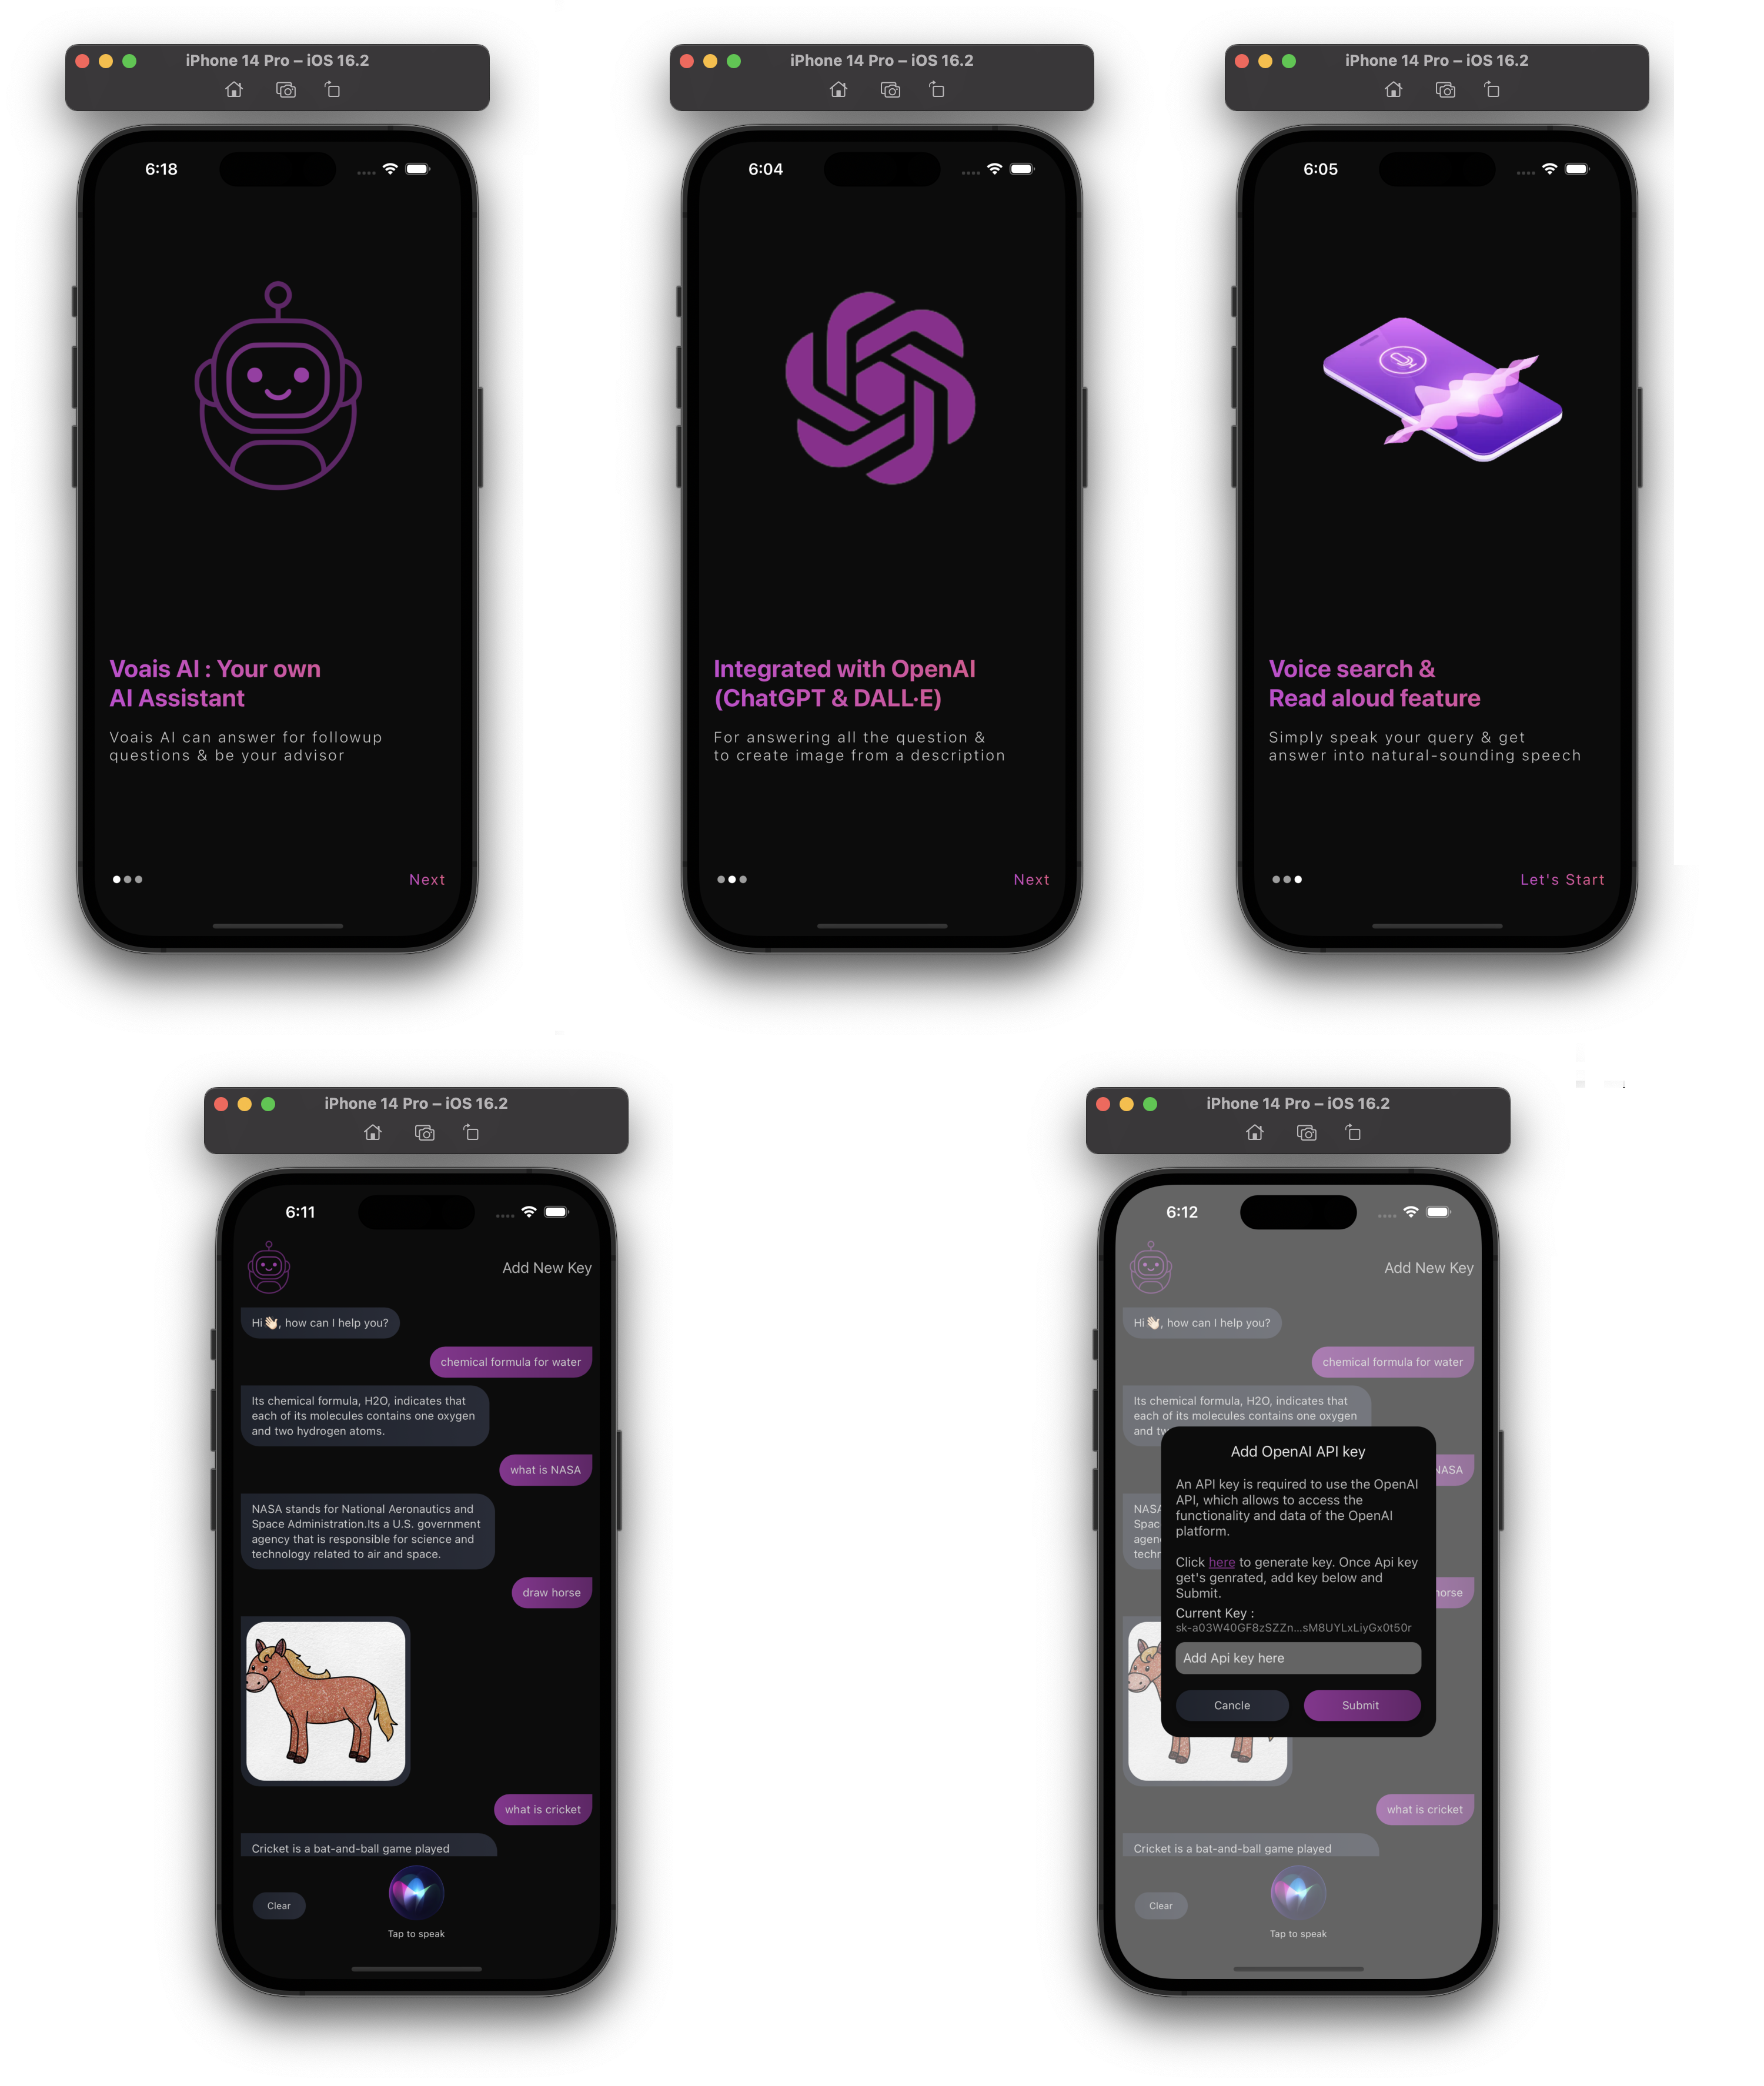 iPhone 14 Pro – iOS 16.2
6:18
Voais AI : Your own
AI Assistant
Voais AI can answer for followup
questions & be your advisor
Next
iPhone 14 Pro – iOS 16.2
6:04
Integrated with OpenAI
(ChatGPT & DALL·E)
For answering all the question &
to create image from a description
Next
iPhone 14 Pro – iOS 16.2
6:05
Voice search &
Read aloud feature
Simply speak your query & get
answer into natural-sounding speech
Let's Start
iPhone 14 Pro – iOS 16.2
6:11
Add New Key
Hi👋🏻, how can I help you?
chemical formula for water
Its chemical formula, H2O, indicates that
each of its molecules contains one oxygen
and two hydrogen atoms.
what is NASA
NASA stands for National Aeronautics and
Space Administration.Its a U.S. government
agency that is responsible for science and
technology related to air and space.
draw horse
what is cricket
Cricket is a bat-and-ball game played
Clear
Tap to speak
iPhone 14 Pro – iOS 16.2
6:12
Add New Key
Hi👋🏻, how can I help you?
chemical formula for water
Its chemical formula, H2O, indicates that
each of its molecules contains one oxygen
and tw
NASA
NASA
Spac
agen
techr
horse
Add OpenAI API key
An API key is required to use the OpenAI
API, which allows to access the
functionality and data of the OpenAI
platform.
Click here to generate key. Once Api key
get's genrated, add key below and
Submit.
Current Key :
sk-a03W40GF8zSZZn...sM8UYLxLiyGx0t50r
Add Api key here
Cancle
Submit
what is cricket
Cricket is a bat-and-ball game played
Clear
Tap to speak